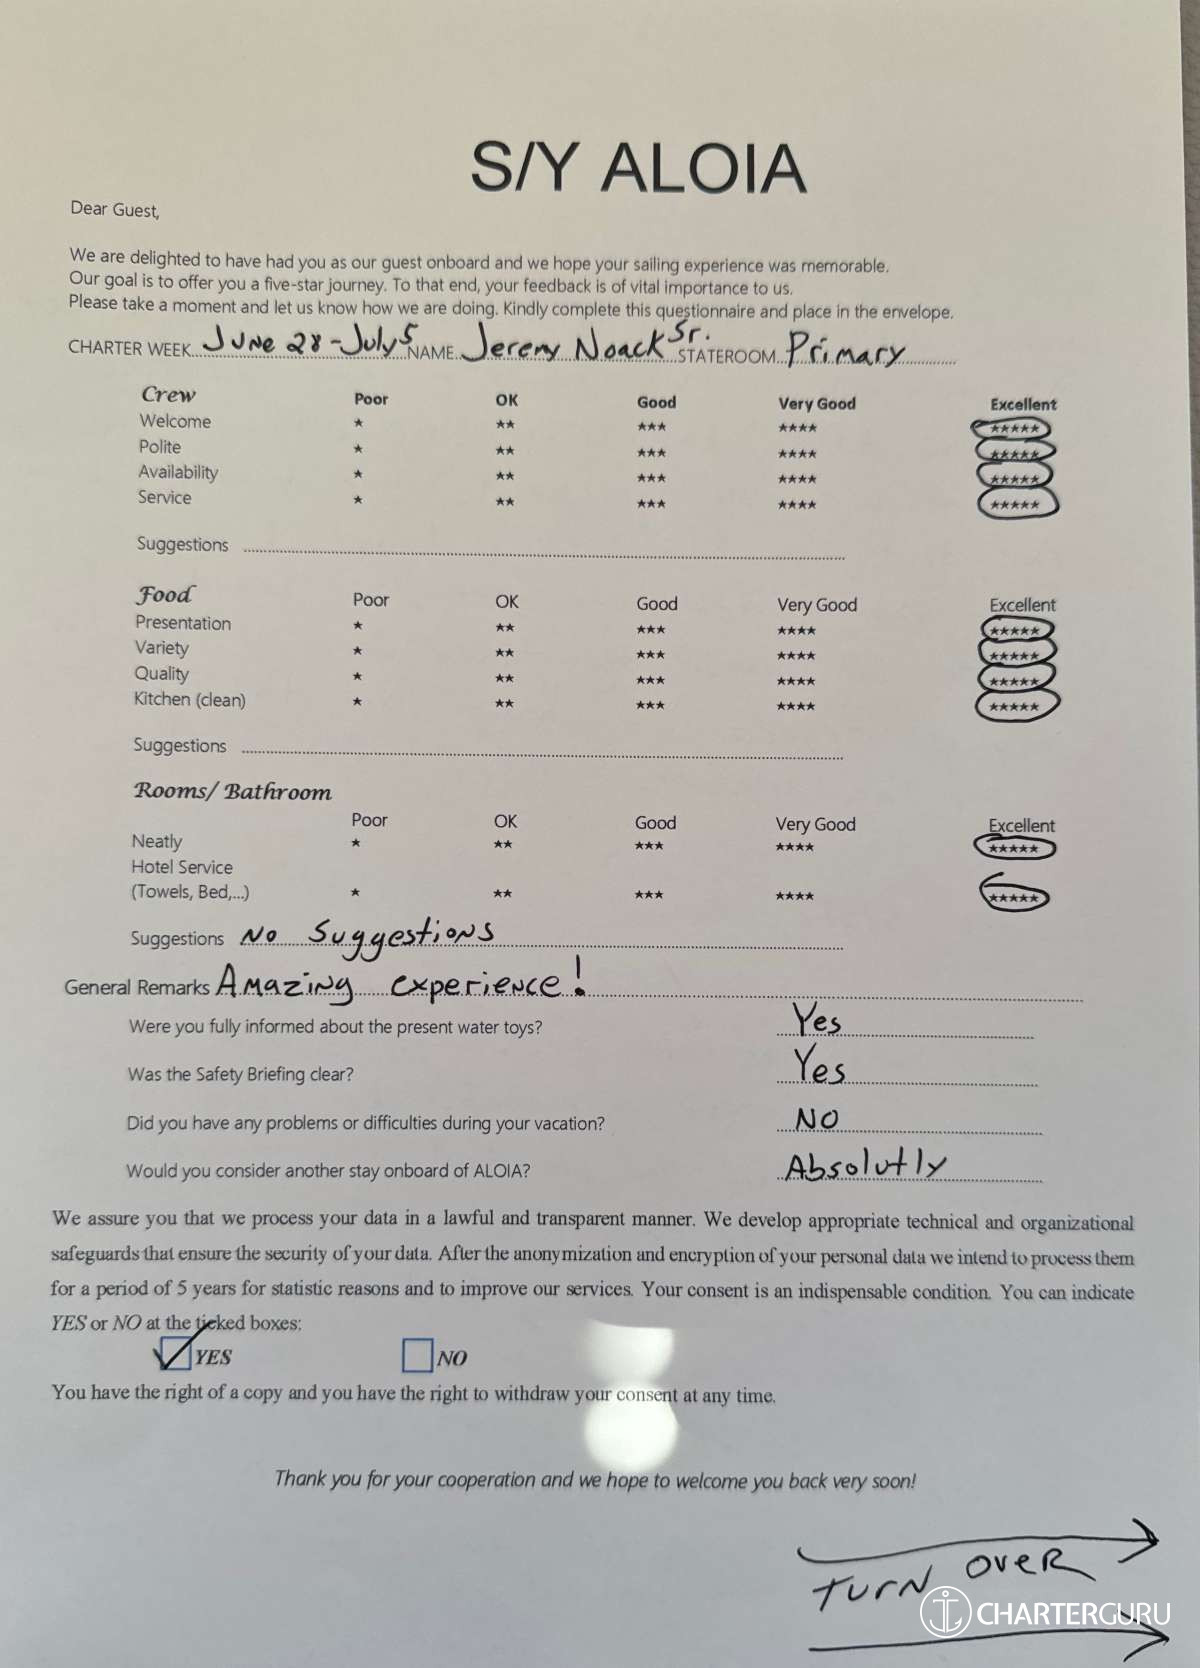 S/Y ALOIA
Dear Guest,
We are delighted to have had you as our guest onboard and we hope your sailing experience was memorable.
Our goal is to offer you a five-star journey. To that end, your feedback is of vital importance to us.
Please take a moment and let us know how we are doing. Kindly complete this questionnaire and place in the envelope.
CHARTER WEEK June 28-July 5 NAME Jeremy Noack Sr. STATEROOM Primary
Crew Poor OK Good Very Good Excellent
Welcome ★ ★★ ★★★ ★★★★ ★★★★★
Polite ★ ★★ ★★★ ★★★★ ★★★★★
Availability ★ ★★ ★★★ ★★★★ ★★★★★
Service ★ ★★ ★★★ ★★★★ ★★★★★
Suggestions
Food Poor OK Good Very Good Excellent
Presentation ★ ★★ ★★★ ★★★★ ★★★★★
Variety ★ ★★ ★★★ ★★★★ ★★★★★
Quality ★ ★★ ★★★ ★★★★ ★★★★★
Kitchen (clean) ★ ★★ ★★★ ★★★★ ★★★★★
Suggestions
Rooms/ Bathroom
Poor OK Good Very Good Excellent
Neatly ★ ★★ ★★★ ★★★★ ★★★★★
Hotel Service
(Towels, Bed,...) ★ ★★ ★★★ ★★★★ ★★★★★
Suggestions No Suggestions
General Remarks Amazing experience!
Were you fully informed about the present water toys? Yes
Was the Safety Briefing clear? Yes
Did you have any problems or difficulties during your vacation? NO
Would you consider another stay onboard of ALOIA? Absolutly
We assure you that we process your data in a lawful and transparent manner. We develop appropriate technical and organizational
safeguards that ensure the security of your data. After the anonymization and encryption of your personal data we intend to process them
for a period of 5 years for statistic reasons and to improve our services. Your consent is an indispensable condition. You can indicate
YES or NO at the ticked boxes:
YES NO
You have the right of a copy and you have the right to withdraw your consent at any time.
Thank you for your cooperation and we hope to welcome you back very soon!
TURN OVER
CHARTERGURU